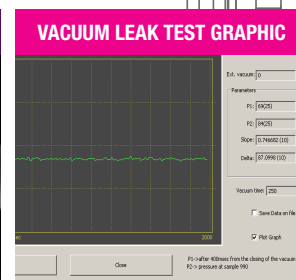 VACUUM LEAK TEST GRAPHIC
Ext. vacuum: 0
Parameters
P1: 69(25)
P2: 84(25)
Slope: 0.746682 (10)
Delta: 87.0998 (10)
Vacuum time: 250
Save Data on file
Plot Graph
sec 2000
Close
P1->after 400msec from the closing of the vacuum
P2-> pressure at sample 990